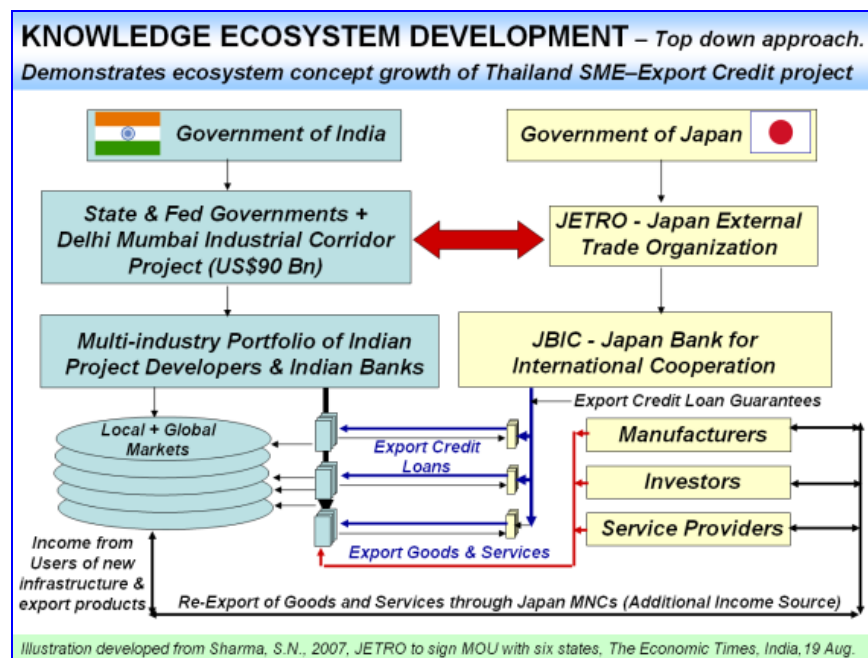 KNOWLEDGE ECOSYSTEM DEVELOPMENT – Top down approach.
Demonstrates ecosystem concept growth of Thailand SME–Export Credit project
Government of India
Government of Japan
State & Fed Governments +
Delhi Mumbai Industrial Corridor
Project (US$90 Bn)
JETRO - Japan External
Trade Organization
Multi-industry Portfolio of Indian
Project Developers & Indian Banks
JBIC - Japan Bank for
International Cooperation
Export Credit Loan Guarantees
Local + Global
Markets
Export Credit
Loans
Manufacturers
Investors
Service Providers
Export Goods & Services
Income from
Users of new
infrastructure &
export products
Re-Export of Goods and Services through Japan MNCs (Additional Income Source)
Illustration developed from Sharma, S.N., 2007, JETRO to sign MOU with six states, The Economic Times, India, 19 Aug.